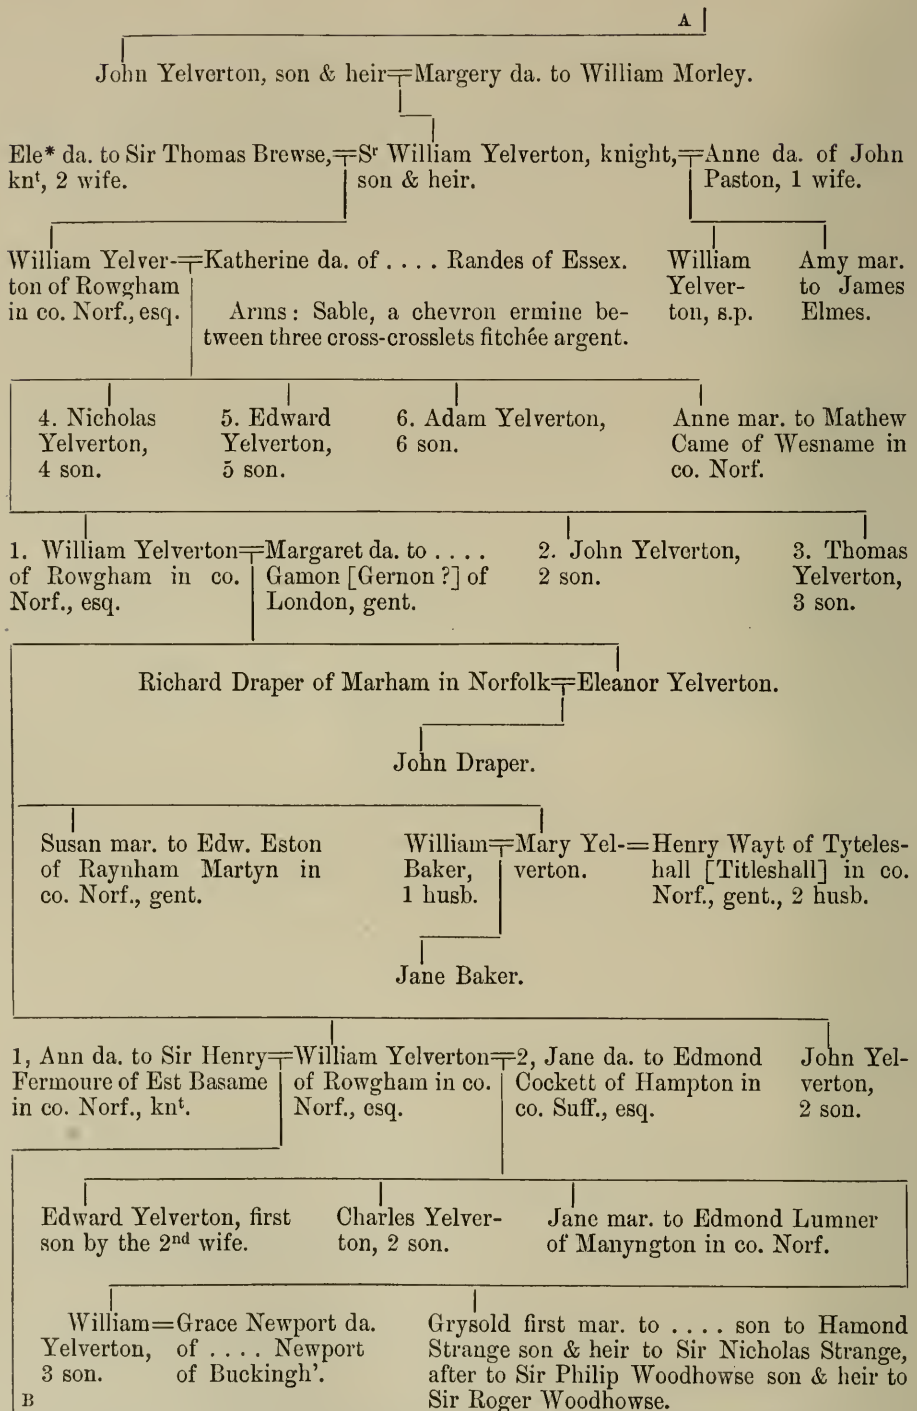 A
John Yelverton, son & heir╤Margery da. to William Morley.
Ele* da. to Sir Thomas Brewse,╤Sʳ William Yelverton, knight,╤Anne da. of John
knᵗ, 2 wife. son & heir. Paston, 1 wife.
William Yelver-╤Katherine da. of . . . . Randes of Essex. William Amy mar.
ton of Rowgham Yelver- to James
in co. Norf., esq. Arms: Sable, a chevron ermine be- ton, s.p. Elmes.
tween three cross-crosslets fitchée argent.
4. Nicholas 5. Edward 6. Adam Yelverton, Anne mar. to Mathew
Yelverton, Yelverton, 6 son. Came of Wesname in
4 son. 5 son. co. Norf.
1. William Yelverton╤Margaret da. to . . . . 2. John Yelverton, 3. Thomas
of Rowgham in co. Gamon [Gernon ?] of 2 son. Yelverton,
Norf., esq. London, gent. 3 son.
Richard Draper of Marham in Norfolk╤Eleanor Yelverton.
John Draper.
Susan mar. to Edw. Eston William╤Mary Yel-=Henry Wayt of Tyteles-
of Raynham Martyn in Baker, verton. hall [Titleshall] in co.
co. Norf., gent. 1 husb. Norf., gent., 2 husb.
Jane Baker.
1, Ann da. to Sir Henry╤William Yelverton╤2, Jane da. to Edmond John Yel-
Fermoure of Est Basame of Rowgham in co. Cockett of Hampton in verton,
in co. Norf., knᵗ. Norf., esq. co. Suff., esq. 2 son.
Edward Yelverton, first Charles Yelver- Jane mar. to Edmond Lumner
son by the 2ⁿᵈ wife. ton, 2 son. of Manyngton in co. Norf.
William=Grace Newport da. Grysold first mar. to . . . . son to Hamond
Yelverton, of . . . . Newport Strange son & heir to Sir Nicholas Strange,
3 son. of Buckingh'. after to Sir Philip Woodhowse son & heir to
B Sir Roger Woodhowse.